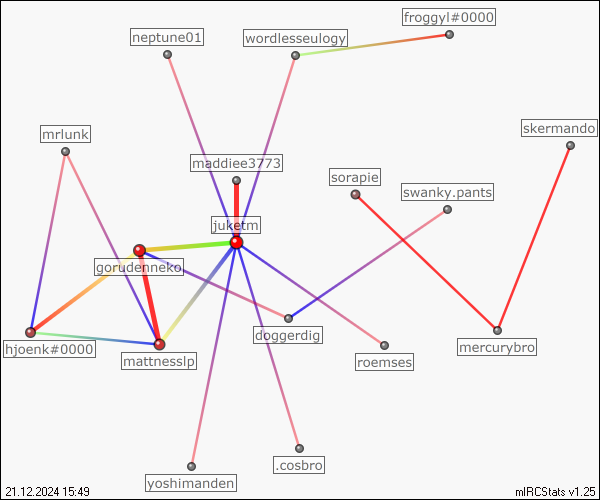 froggyl#0000
neptune01
wordlesseulogy
skermando
mrlunk
maddiee3773
sorapie
swanky.pants
juketm
gorudenneko
doggerdig
hjoenk#0000
mattnesslp
roemses
mercurybro
.cosbro
yoshimanden
21.12.2024 15:49
mIRCStats v1.25